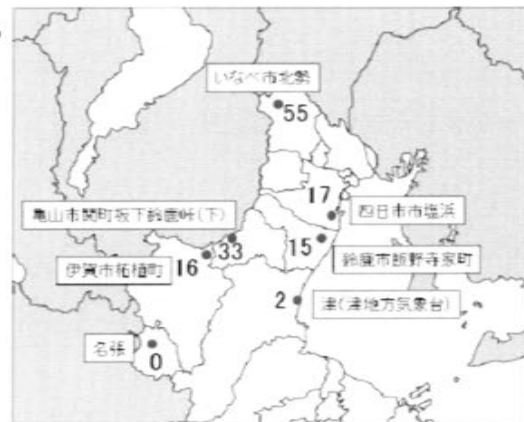 いなべ市北勢
55
17
四日市市塩浜
亀山市関町坂下鈴鹿峠(下)
33
15
鈴鹿市飯野寺家町
伊賀市柘植町
16
2
津(津地方気象台)
名張
0